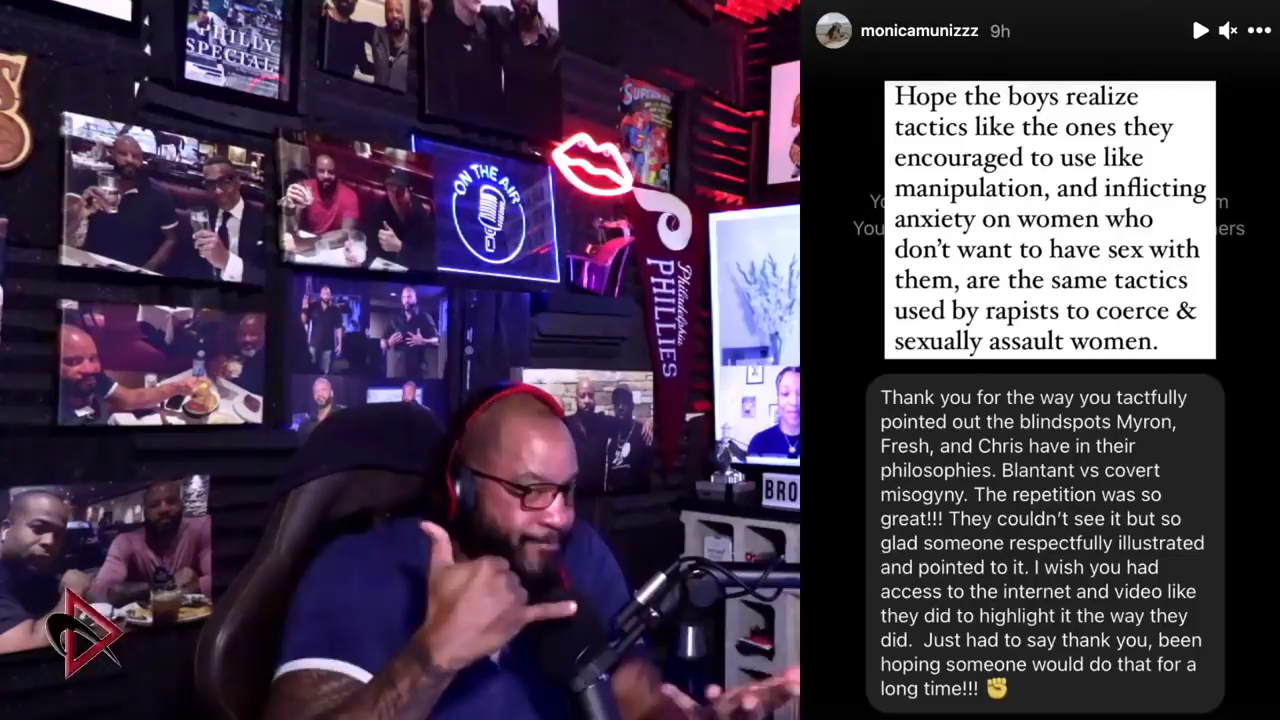 PHILLY
SPECIAL
SUPERMAN
ON THE AIR
Philadelphia
PHILLIES
BRO
monicamunizzz 9h
Hope the boys realize
tactics like the ones they
encouraged to use like
manipulation, and inflicting
anxiety on women who
don't want to have sex with
them, are the same tactics
used by rapists to coerce &
sexually assault women.
Thank you for the way you tactfully
pointed out the blindspots Myron,
Fresh, and Chris have in their
philosophies. Blantant vs covert
misogyny. The repetition was so
great!!! They couldn't see it but so
glad someone respectfully illustrated
and pointed to it. I wish you had
access to the internet and video like
they did to highlight it the way they
did. Just had to say thank you, been
hoping someone would do that for a
long time!!! ✊